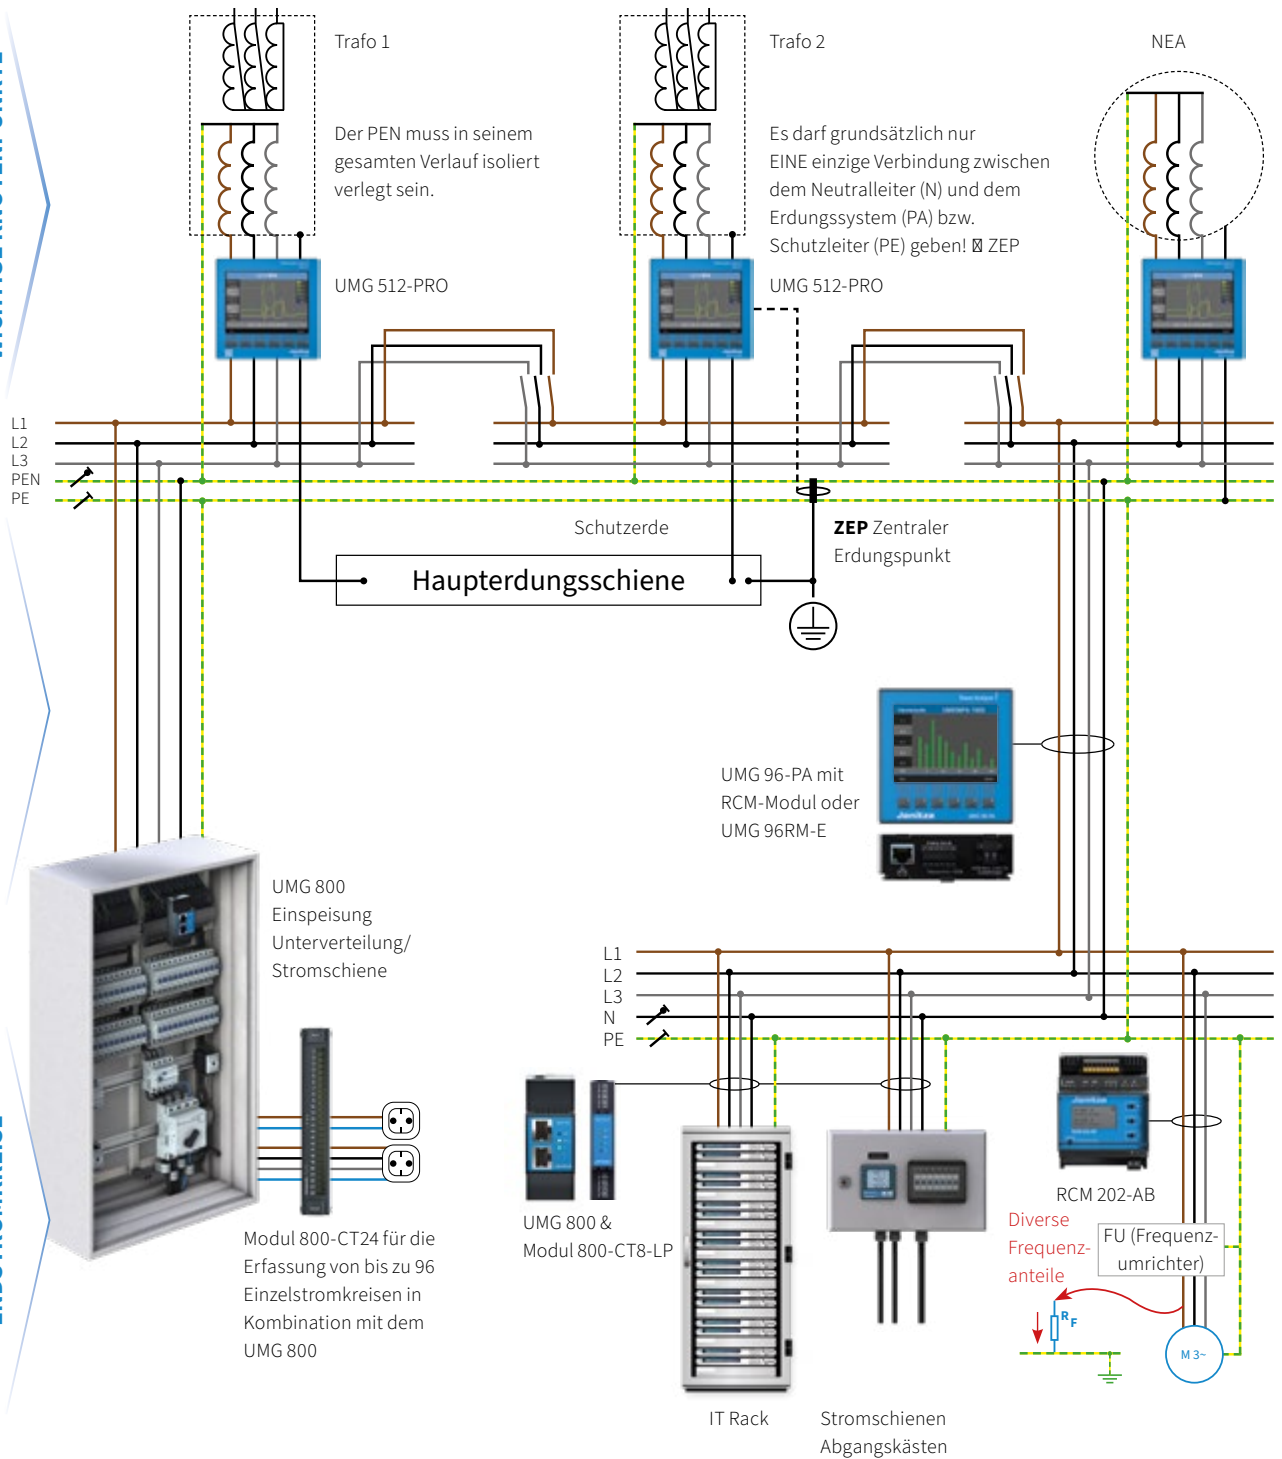 Trafo 1
Trafo 2
NEA
Der PEN muss in seinem
gesamten Verlauf isoliert
verlegt sein.
Es darf grundsätzlich nur
EINE einzige Verbindung zwischen
dem Neutralleiter (N) und dem
Erdungssystem (PA) bzw.
Schutzleiter (PE) geben! ZEP
UMG 512-PRO
UMG 512-PRO
L1
L2
L3
PEN
PE
Schutzerde
ZEP Zentraler
Erdungspunkt
Haupterdungsschiene
UMG 96-PA mit
RCM-Modul oder
UMG 96RM-E
Janitza
UMG 800
Einspeisung
Unterverteilung/
Stromschiene
L1
L2
L3
N
PE
Modul 800-CT24 für die
Erfassung von bis zu 96
Einzelstromkreisen in
Kombination mit dem
UMG 800
UMG 800 &
Modul 800-CT8-LP
Janitza
RCM 202-AB
Diverse
Frequenz-
anteile
FU (Frequenz-
umrichter)
RF
M 3~
IT Rack
Stromschienen
Abgangskästen